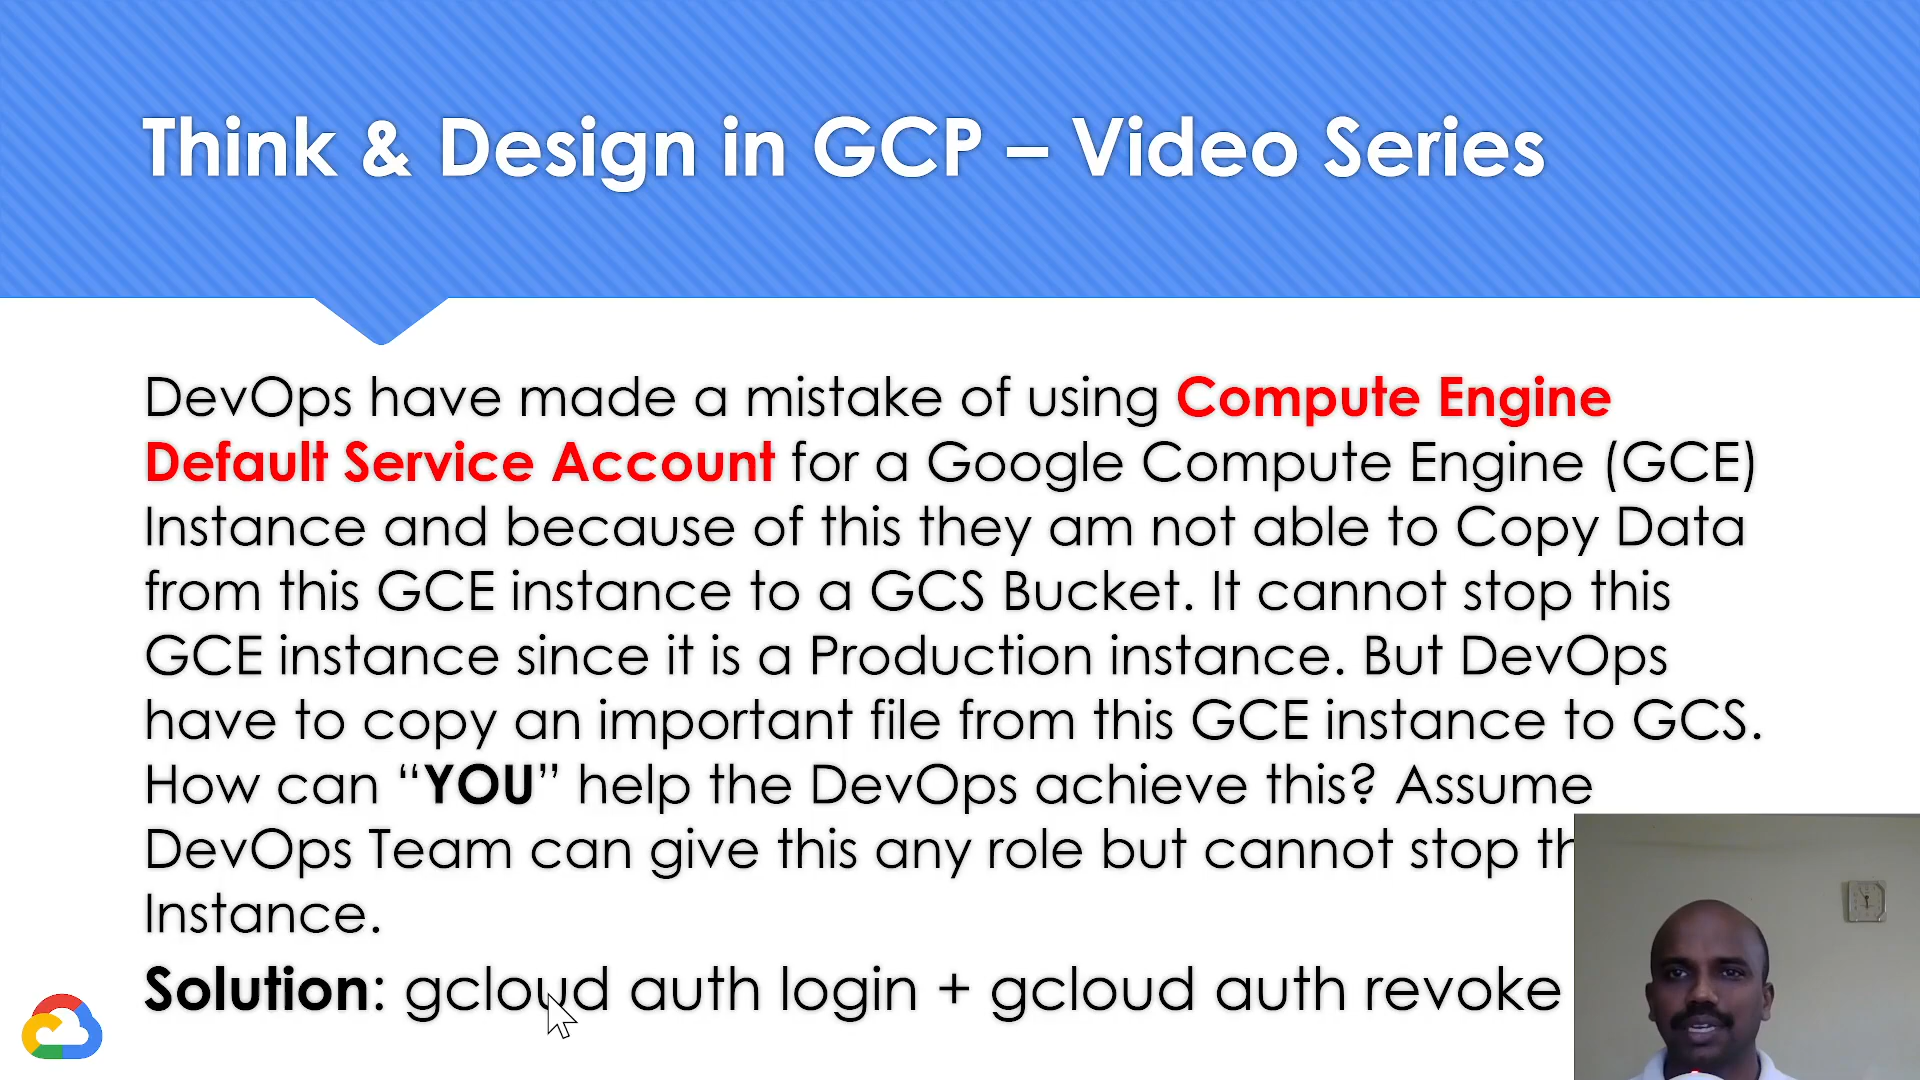 Think & Design in GCP – Video Series
DevOps have made a mistake of using Compute Engine
Default Service Account for a Google Compute Engine (GCE)
Instance and because of this they am not able to Copy Data
from this GCE instance to a GCS Bucket. It cannot stop this
GCE instance since it is a Production instance. But DevOps
have to copy an important file from this GCE instance to GCS.
How can “YOU” help the DevOps achieve this? Assume
DevOps Team can give this any role but cannot stop
Instance.
Solution: gcloud auth login + gcloud auth revoke